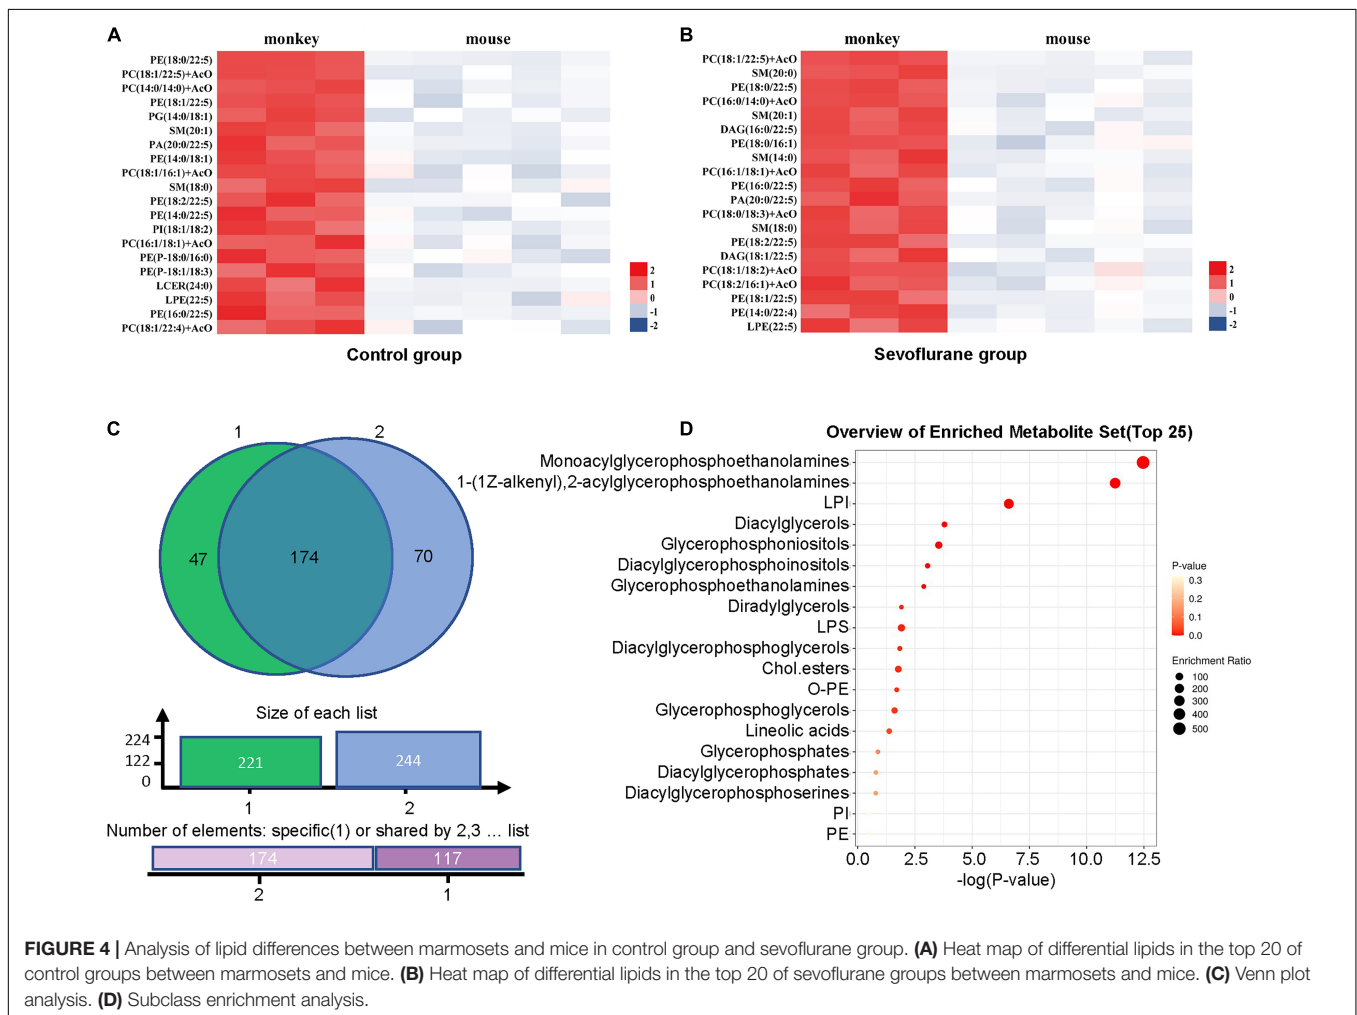 A
monkey
mouse
PE(18:0/22:5)
PC(18:1/22:5)+AcO
PC(14:0/14:0)+AcO
PE(18:1/22:5)
PG(14:0/18:1)
SM(20:1)
PA(20:0/22:5)
PE(14:0/18:1)
PC(18:1/16:1)+AcO
SM(18:0)
PE(18:2/22:5)
PE(14:0/22:5)
PI(18:1/18:2)
PC(16:1/18:1)+AcO
PE(P-18:0/16:0)
PE(P-18:1/18:3)
LCER(24:0)
LPE(22:5)
PE(16:0/22:5)
PC(18:1/22:4)+AcO
2
1
0
-1
-2
Control group
B
monkey
mouse
PC(18:1/22:5)+AcO
SM(20:0)
PE(18:0/22:5)
PC(16:0/14:0)+AcO
SM(20:1)
DAG(16:0/22:5)
PE(18:0/16:1)
SM(14:0)
PC(16:1/18:1)+AcO
PE(16:0/22:5)
PA(20:0/22:5)
PC(18:0/18:3)+AcO
SM(18:0)
PE(18:2/22:5)
DAG(18:1/22:5)
PC(18:1/18:2)+AcO
PC(18:2/16:1)+AcO
PE(18:1/22:5)
PE(14:0/22:4)
LPE(22:5)
2
1
0
-1
-2
Sevoflurane group
C
1
2
47
174
70
Size of each list
224
122
0
221
244
1
2
Number of elements: specific(1) or shared by 2,3 ... list
174
117
2
1
D
Overview of Enriched Metabolite Set(Top 25)
Monoacylglycerophosphoethanolamines
1-(1Z-alkenyl),2-acylglycerophosphoethanolamines
LPI
Diacylglycerols
Glycerophosphoniositols
Diacylglycerophosphoinositols
Glycerophosphoethanolamines
Diradylglycerols
LPS
Diacylglycerophosphoglycerols
Chol.esters
O-PE
Glycerophosphoglycerols
Lineolic acids
Glycerophosphates
Diacylglycerophosphates
Diacylglycerophosphoserines
PI
PE
0.0 2.5 5.0 7.5 10.0 12.5
-log(P-value)
P-value
0.3
0.2
0.1
0.0
Enrichment Ratio
100
200
300
400
500
FIGURE 4 | Analysis of lipid differences between marmosets and mice in control group and sevoflurane group. (A) Heat map of differential lipids in the top 20 of
control groups between marmosets and mice. (B) Heat map of differential lipids in the top 20 of sevoflurane groups between marmosets and mice. (C) Venn plot
analysis. (D) Subclass enrichment analysis.